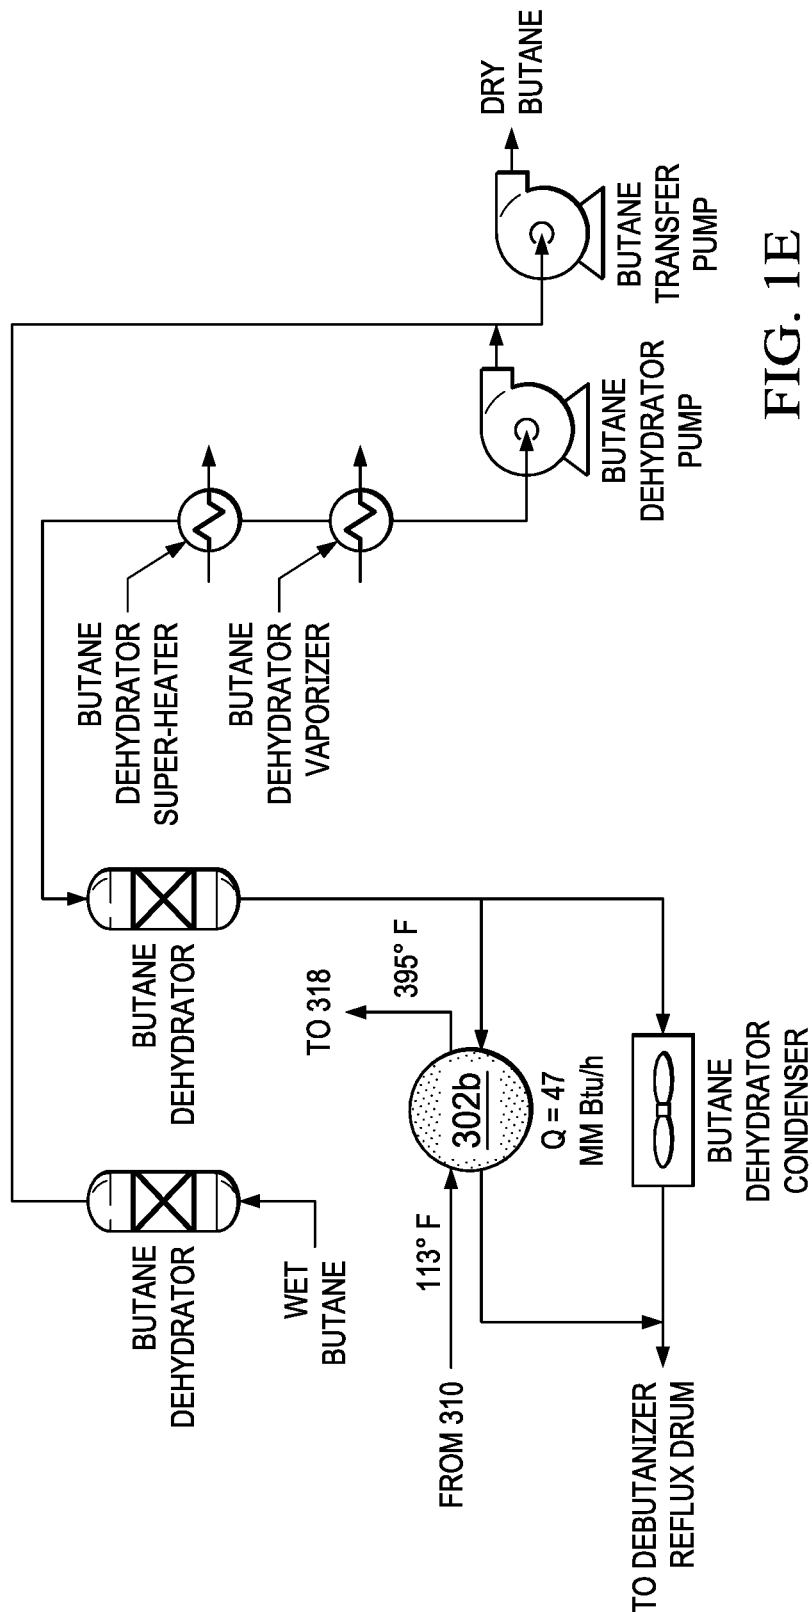 WET
BUTANE
BUTANE
DEHYDRATOR
BUTANE
DEHYDRATOR
BUTANE
DEHYDRATOR
SUPER-HEATER
BUTANE
DEHYDRATOR
VAPORIZER
FROM 310
113° F
302b
TO 318
395° F
Q = 47
MM Btu/h
TO DEBUTANIZER
REFLUX DRUM
BUTANE
DEHYDRATOR
CONDENSER
BUTANE
DEHYDRATOR
PUMP
BUTANE
TRANSFER
PUMP
DRY
BUTANE
FIG. 1E